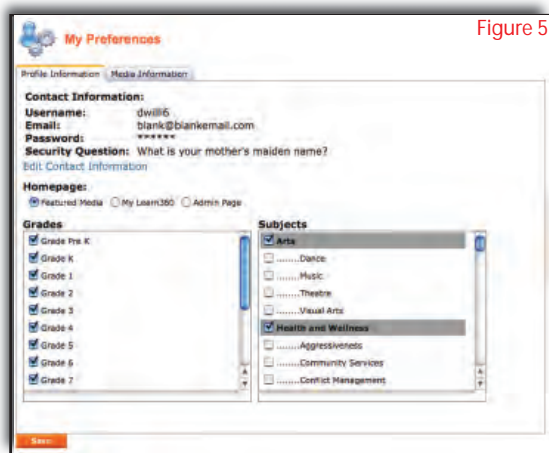 Figure 5
My Preferences
Profile Information Media Information
Contact Information:
Username: dwilli6
Email: blank@blankemail.com
Password: ******
Security Question: What is your mother's maiden name?
Edit Contact Information
Homepage:
Featured Media My Learn360 Admin Page
Grades
Grade Pre K
Grade K
Grade 1
Grade 2
Grade 3
Grade 4
Grade 5
Grade 6
Grade 7
Subjects
Arts
........Dance
........Music
........Theatre
........Visual Arts
Health and Wellness
........Aggressiveness
........Community Services
........Conflict Management
Save